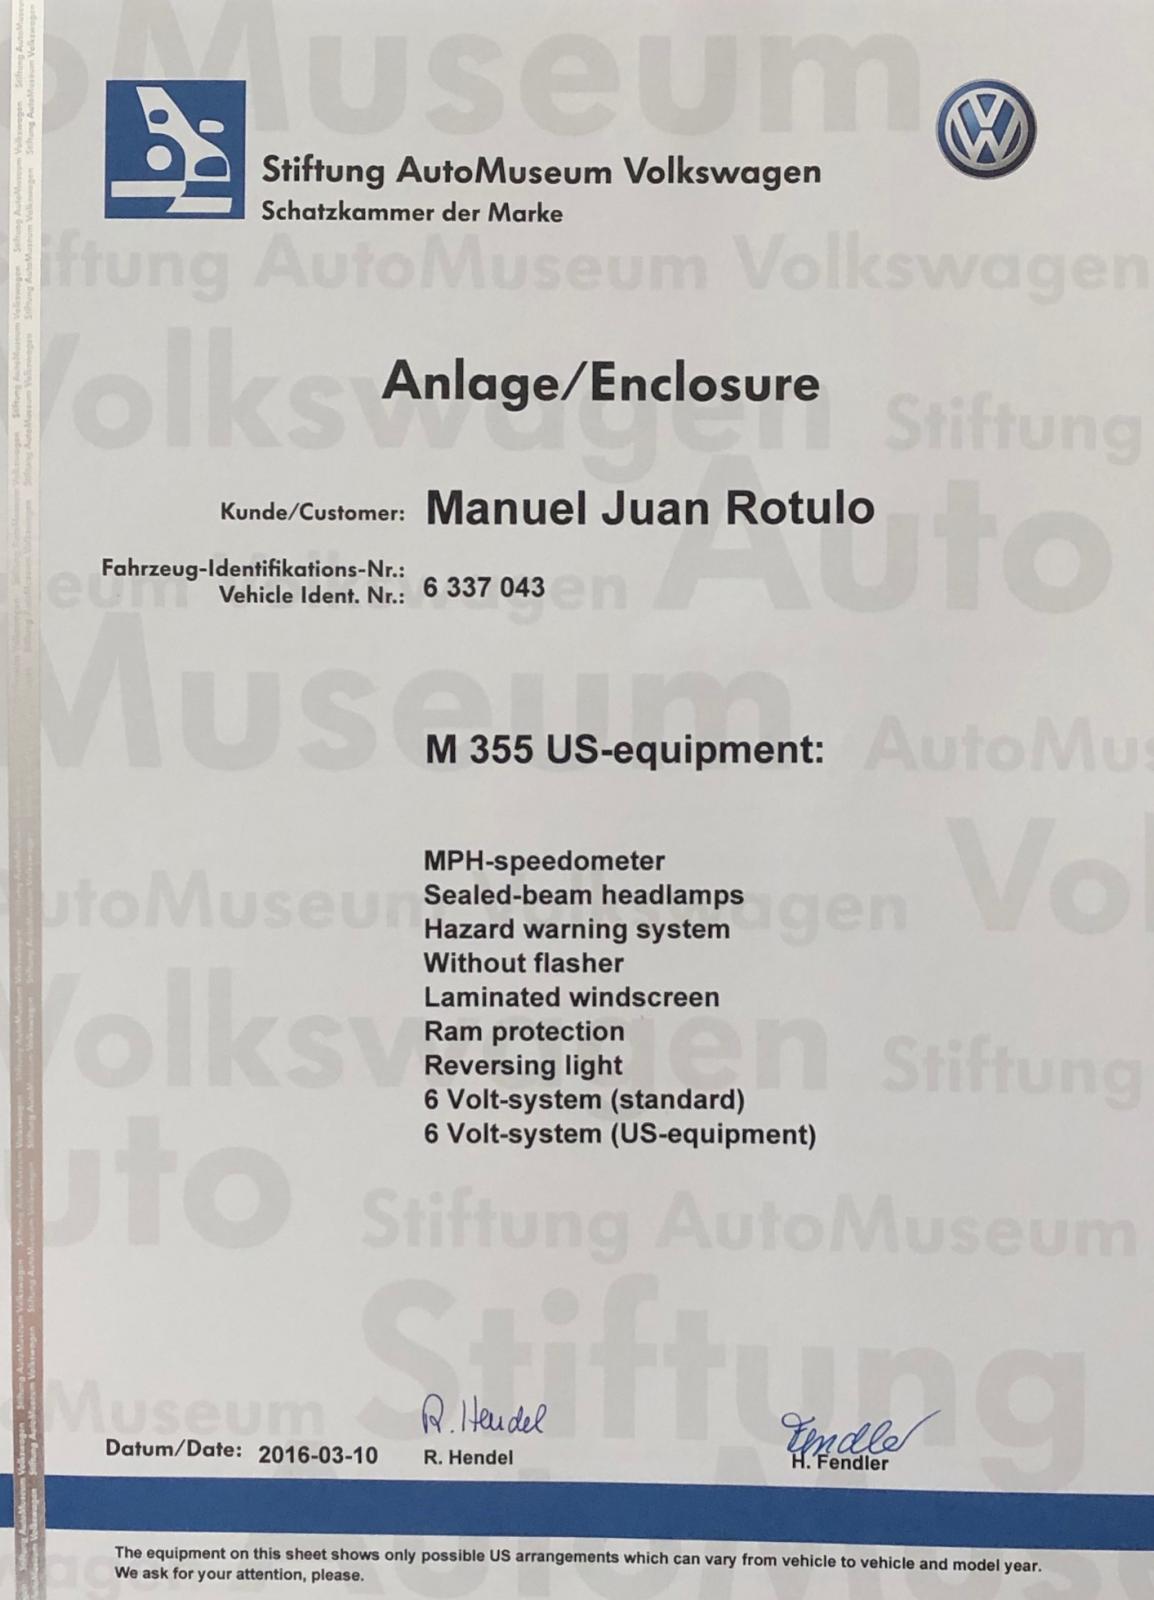 Stiftung AutoMuseum Volkswagen
Schatzkammer der Marke
Anlage/Enclosure
Kunde/Customer: Manuel Juan Rotulo
Fahrzeug-Identifikations-Nr.:
Vehicle Ident. Nr.: 6 337 043
M 355 US-equipment:
MPH-speedometer
Sealed-beam headlamps
Hazard warning system
Without flasher
Laminated windscreen
Ram protection
Reversing light
6 Volt-system (standard)
6 Volt-system (US-equipment)
R. Hendel
Fendler
Datum/Date: 2016-03-10
R. Hendel
H. Fendler
The equipment on this sheet shows only possible US arrangements which can vary from vehicle to vehicle and model year.
We ask for your attention, please.